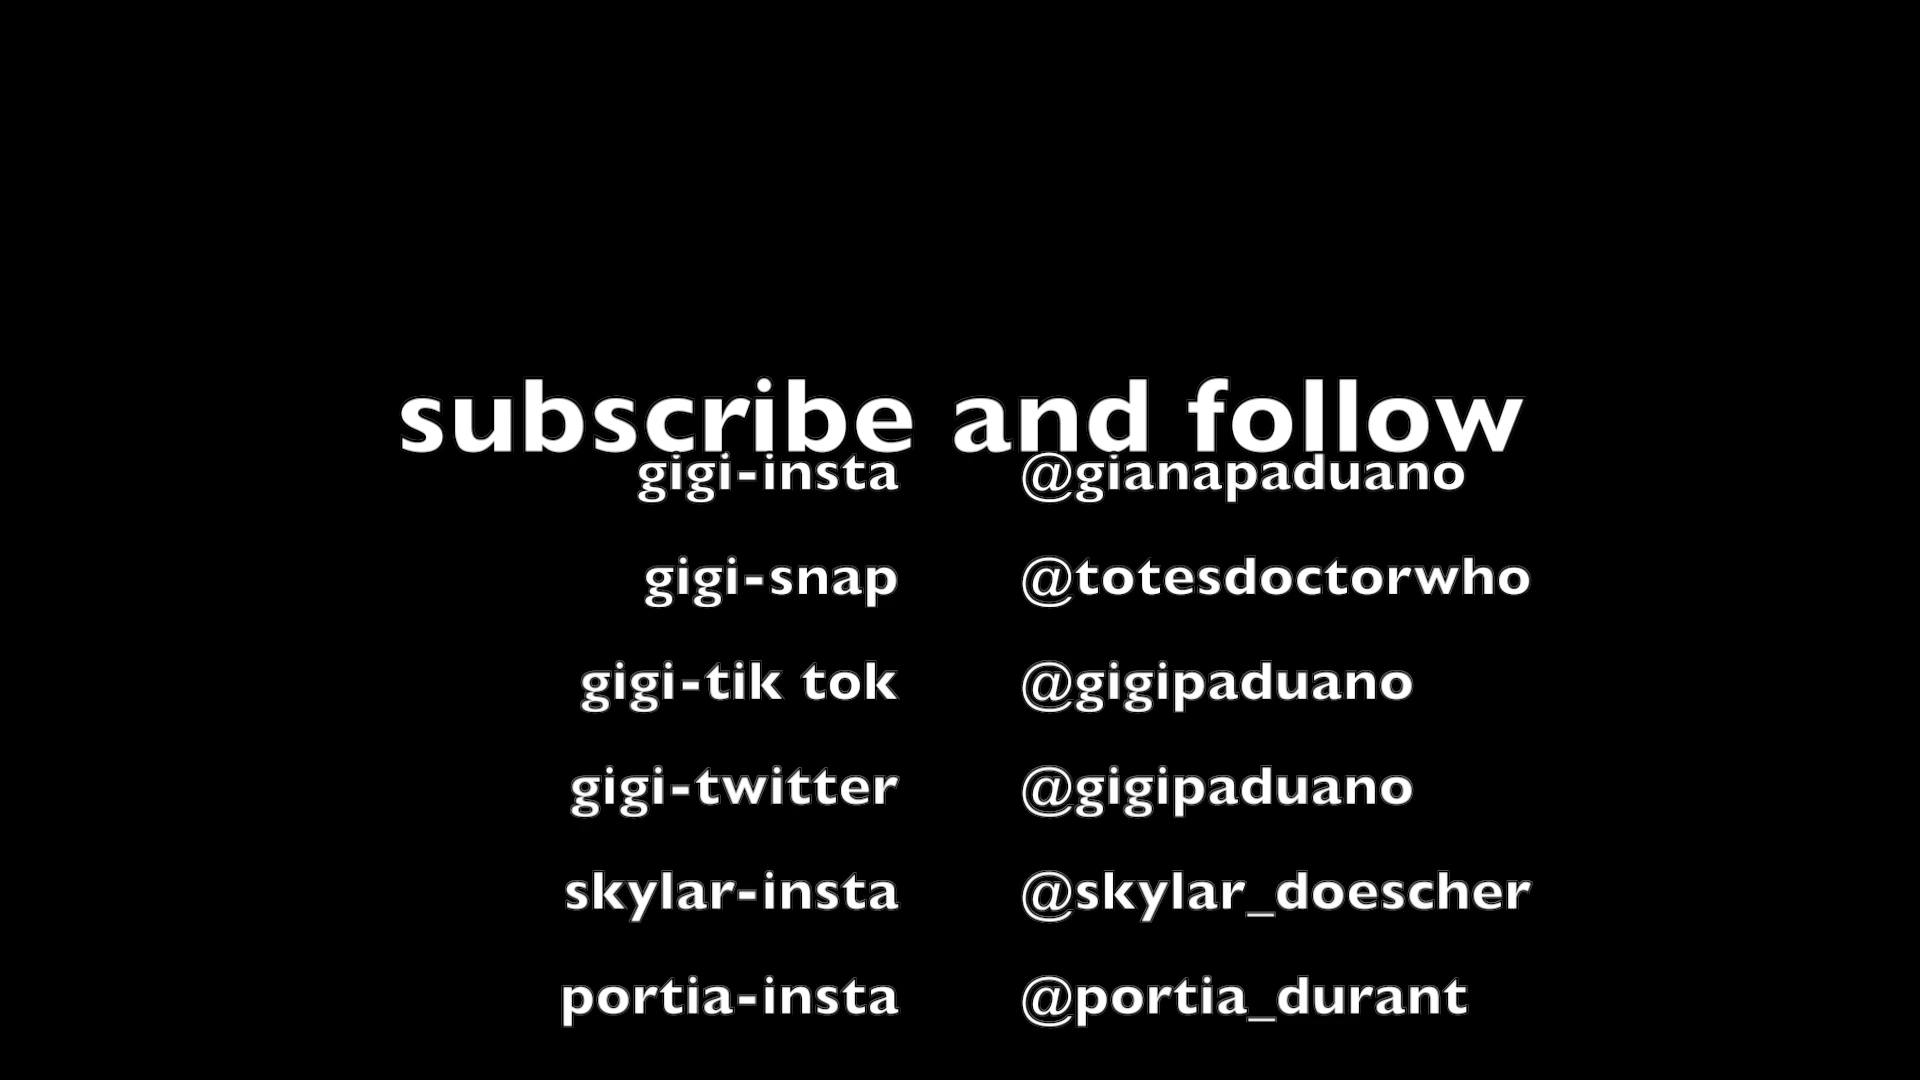 subscribe and follow
gigi-insta @gianapaduano
gigi-snap @totesdoctorwho
gigi-tik tok @gigipaduano
gigi-twitter @gigipaduano
skylar-insta @skylar_doescher
portia-insta @portia_durant